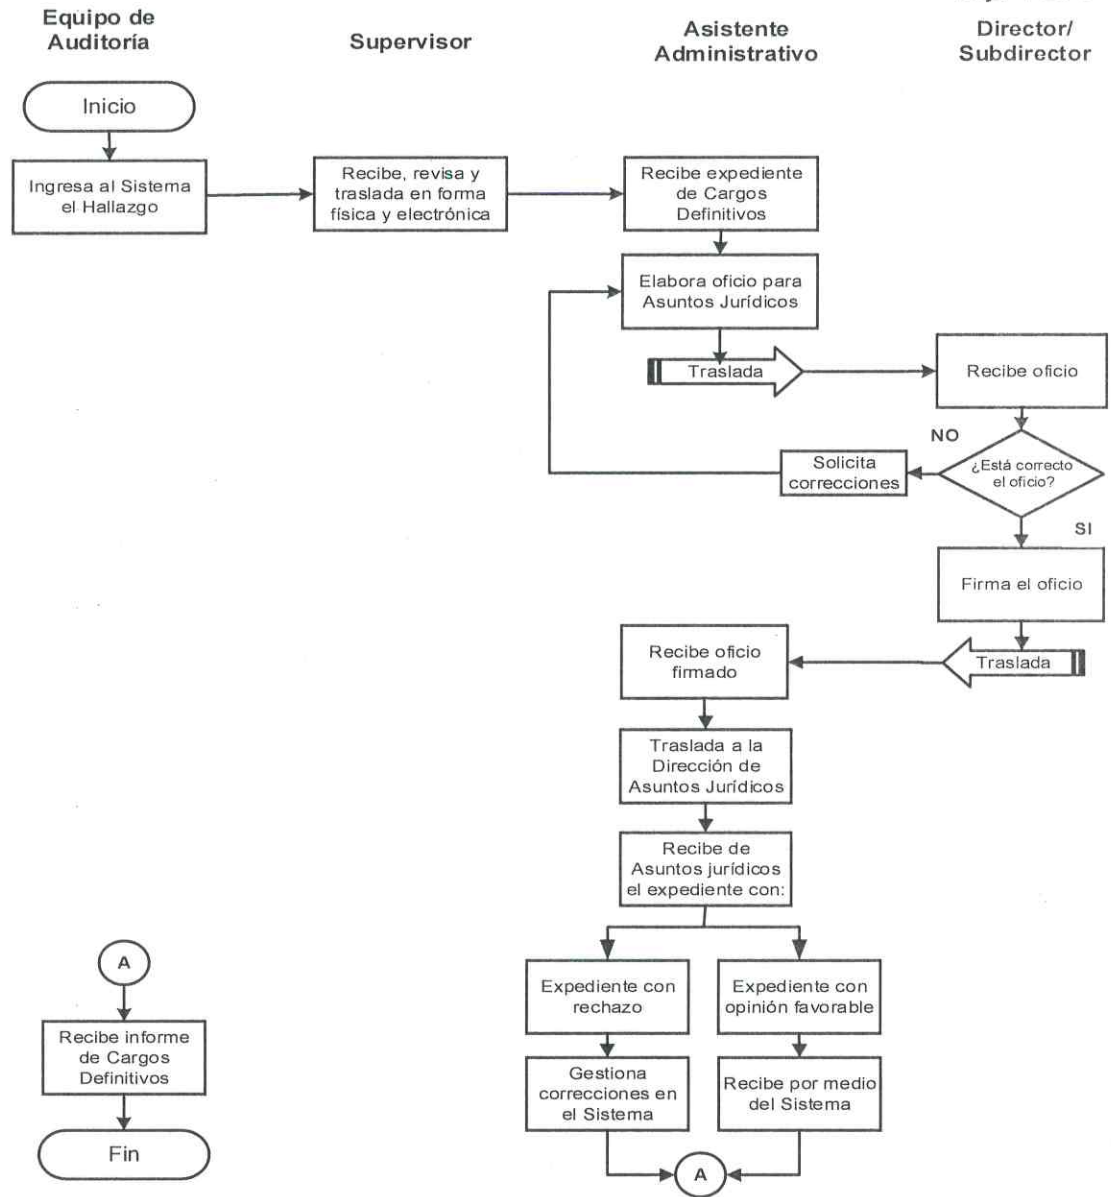 Equipo de
Auditoría
Supervisor
Asistente
Administrativo
Director/
Subdirector
Inicio
Ingresa al Sistema
el Hallazgo
Recibe, revisa y
traslada en forma
física y electrónica
Recibe expediente
de Cargos
Definitivos
Elabora oficio para
Asuntos Jurídicos
Traslada
Recibe oficio
NO
¿Está correcto
el oficio?
Solicita
correcciones
SI
Firma el oficio
Traslada
Recibe oficio
firmado
Traslada a la
Dirección de
Asuntos Jurídicos
Recibe de
Asuntos jurídicos
el expediente con:
Expediente con
rechazo
Expediente con
opinión favorable
Gestiona
correcciones en
el Sistema
Recibe por medio
del Sistema
A
A
Recibe informe
de Cargos
Definitivos
Fin